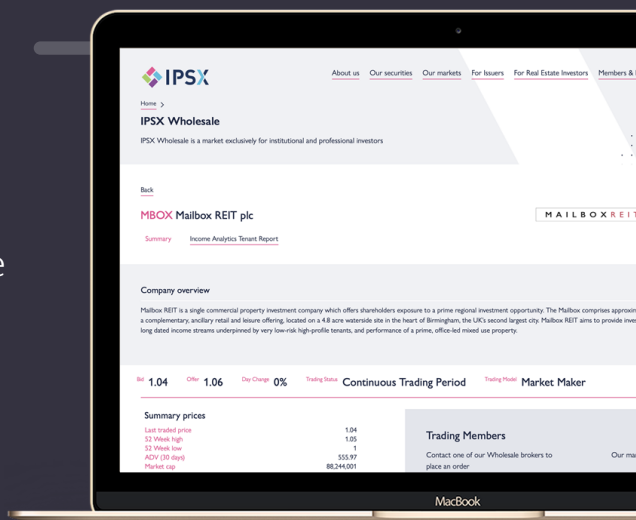 e
IPSX
About us Our securities Our markets For Issuers For Real Estate Investors Members &
Home >
IPSX Wholesale
IPSX Wholesale is a market exclusively for institutional and professional investors
Back
MBOX Mailbox REIT plc
MAILBOXREIT
Summary Income Analytics Tenant Report
Company overview
Mailbox REIT is a single commercial property investment company which offers shareholders exposure to a prime regional investment opportunity. The Mailbox comprises approxim
a complementary, ancillary retail and leisure offering, located on a 4.8 acre waterside site in the heart of Birmingham, the UK's second largest city. Mailbox REIT aims to provide inves
long dated income streams underpinned by very low-risk high-profile tenants, and performance of a prime, office-led mixed use property.
Bid 1.04 Offer 1.06 Day Change 0% Trading Status Continuous Trading Period Trading Model Market Maker
Summary prices
Last traded price 1.04
52 Week high 1.05
52 Week low 1
ADV (30 days) 555.97
Market cap 88,244,001
Trading Members
Contact one of our Wholesale brokers to
place an order
Our ma
MacBook